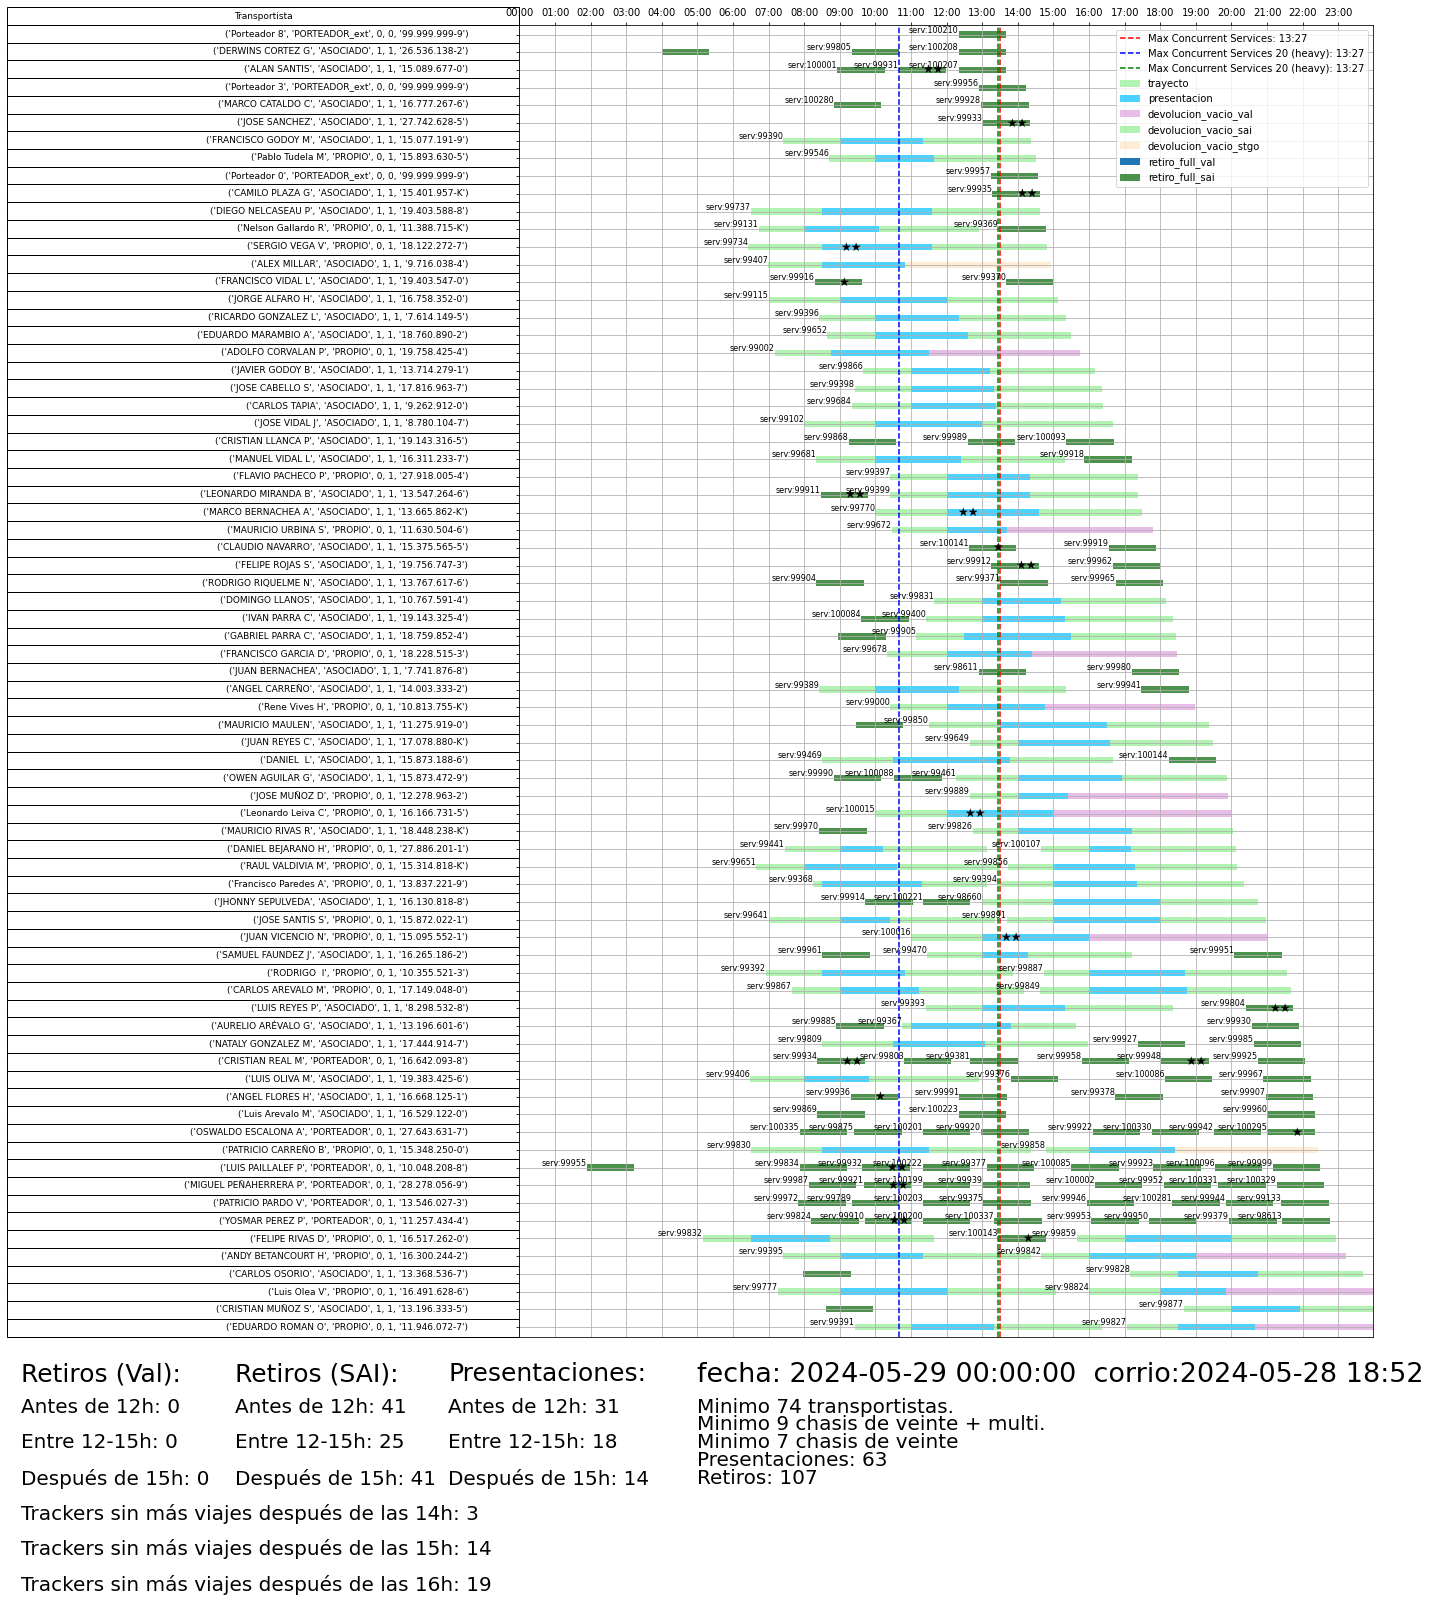 Transportista
00:00 01:00 02:00 03:00 04:00 05:00 06:00 07:00 08:00 09:00 10:00 11:00 12:00 13:00 14:00 15:00 16:00 17:00 18:00 19:00 20:00 21:00 22:00 23:00
Max Concurrent Services: 13:27
Max Concurrent Services 20 (heavy): 13:27
Max Concurrent Services 20 (heavy): 13:27
trayecto
presentacion
devolucion_vacio_val
devolucion_vacio_sai
devolucion_vacio_stgo
retiro_full_val
retiro_full_sai
('Porteador 8', 'PORTEADOR_ext', 0, 0, '99.999.999-9') serv:100210
('DERWINS CORTEZ G', 'ASOCIADO', 1, 1, '26.536.138-2') serv:99805 serv:100208
('ALAN SANTIS', 'ASOCIADO', 1, 1, '15.089.677-0') serv:100001 serv:99931 serv:100207
('Porteador 3', 'PORTEADOR_ext', 0, 0, '99.999.999-9') serv:99956
('MARCO CATALDO C', 'ASOCIADO', 1, 1, '16.777.267-6') serv:100280 serv:99928
('JOSE SANCHEZ', 'ASOCIADO', 1, 1, '27.742.628-5') serv:99933
('FRANCISCO GODOY M', 'ASOCIADO', 1, 1, '15.077.191-9') serv:99390
('Pablo Tudela M', 'PROPIO', 0, 1, '15.893.630-5') serv:99546
('Porteador 0', 'PORTEADOR_ext', 0, 0, '99.999.999-9') serv:99957
('CAMILO PLAZA G', 'ASOCIADO', 1, 1, '15.401.957-K') serv:99935
('DIEGO NELCASEAU P', 'ASOCIADO', 1, 1, '19.403.588-8') serv:99737
('Nelson Gallardo R', 'PROPIO', 0, 1, '11.388.715-K') serv:99131 serv:99369
('SERGIO VEGA V', 'PROPIO', 0, 1, '18.122.272-7') serv:99734
('ALEX MILLAR', 'ASOCIADO', 1, 1, '9.716.038-4') serv:99407
('FRANCISCO VIDAL L', 'ASOCIADO', 1, 1, '19.403.547-0') serv:99916 serv:99370
('JORGE ALFARO H', 'ASOCIADO', 1, 1, '16.758.352-0') serv:99115
('RICARDO GONZALEZ L', 'ASOCIADO', 1, 1, '7.614.149-5') serv:99396
('EDUARDO MARAMBIO A', 'ASOCIADO', 1, 1, '18.760.890-2') serv:99652
('ADOLFO CORVALAN P', 'PROPIO', 0, 1, '19.758.425-4') serv:99002
('JAVIER GODOY B', 'ASOCIADO', 1, 1, '13.714.279-1') serv:99866
('JOSE CABELLO S', 'ASOCIADO', 1, 1, '17.816.963-7') serv:99398
('CARLOS TAPIA', 'ASOCIADO', 1, 1, '9.262.912-0') serv:99684
('JOSE VIDAL J', 'ASOCIADO', 1, 1, '8.780.104-7') serv:99102
('CRISTIAN LLANCA P', 'ASOCIADO', 1, 1, '19.143.316-5') serv:99868 serv:99989 serv:100093
('MANUEL VIDAL L', 'ASOCIADO', 1, 1, '16.311.233-7') serv:99681 serv:99918
('FLAVIO PACHECO P', 'PROPIO', 0, 1, '27.918.005-4') serv:99397
('LEONARDO MIRANDA B', 'ASOCIADO', 1, 1, '13.547.264-6') serv:99911 serv:99399
('MARCO BERNACHEA A', 'ASOCIADO', 1, 1, '13.665.862-K') serv:99770
('MAURICIO URBINA S', 'PROPIO', 0, 1, '11.630.504-6') serv:99672
('CLAUDIO NAVARRO', 'ASOCIADO', 1, 1, '15.375.565-5') serv:100141 serv:99919
('FELIPE ROJAS S', 'ASOCIADO', 1, 1, '19.756.747-3') serv:99912 serv:99962
('RODRIGO RIQUELME N', 'ASOCIADO', 1, 1, '13.767.617-6') serv:99904 serv:99371 serv:99965
('DOMINGO LLANOS', 'ASOCIADO', 1, 1, '10.767.591-4') serv:99831
('IVAN PARRA C', 'ASOCIADO', 1, 1, '19.143.325-4') serv:100084 serv:99400
('GABRIEL PARRA C', 'ASOCIADO', 1, 1, '18.759.852-4') serv:99905
('FRANCISCO GARCIA D', 'PROPIO', 0, 1, '18.228.515-3') serv:99678
('JUAN BERNACHEA', 'ASOCIADO', 1, 1, '7.741.876-8') serv:98611 serv:99980
('ANGEL CARREÑO', 'ASOCIADO', 1, 1, '14.003.333-2') serv:99389 serv:99941
('Rene Vives H', 'PROPIO', 0, 1, '10.813.755-K') serv:99000
('MAURICIO MAULEN', 'ASOCIADO', 1, 1, '11.275.919-0') serv:99850
('JUAN REYES C', 'ASOCIADO', 1, 1, '17.078.880-K') serv:99649
('DANIEL  L', 'ASOCIADO', 1, 1, '15.873.188-6') serv:99469 serv:100144
('OWEN AGUILAR G', 'ASOCIADO', 1, 1, '15.873.472-9') serv:99990 serv:100088 serv:99461
('JOSE MUÑOZ D', 'PROPIO', 0, 1, '12.278.963-2') serv:99889
('Leonardo Leiva C', 'PROPIO', 0, 1, '16.166.731-5') serv:100015
('MAURICIO RIVAS R', 'ASOCIADO', 1, 1, '18.448.238-K') serv:99970 serv:99826
('DANIEL BEJARANO H', 'PROPIO', 0, 1, '27.886.201-1') serv:99441 serv:100107
('RAUL VALDIVIA M', 'PROPIO', 0, 1, '15.314.818-K') serv:99651 serv:99856
('Francisco Paredes A', 'PROPIO', 0, 1, '13.837.221-9') serv:99368 serv:99394
('JHONNY SEPULVEDA', 'ASOCIADO', 1, 1, '16.130.818-8') serv:99914 serv:100221 serv:98660
('JOSE SANTIS S', 'PROPIO', 0, 1, '15.872.022-1') serv:99641 serv:99891
('JUAN VICENCIO N', 'PROPIO', 0, 1, '15.095.552-1') serv:100016
('SAMUEL FAUNDEZ J', 'ASOCIADO', 1, 1, '16.265.186-2') serv:99961 serv:99470 serv:99951
('RODRIGO  I', 'PROPIO', 0, 1, '10.355.521-3') serv:99392 serv:99887
('CARLOS AREVALO M', 'PROPIO', 0, 1, '17.149.048-0') serv:99867 serv:99849
('LUIS REYES P', 'ASOCIADO', 1, 1, '8.298.532-8') serv:99393 serv:99804
('AURELIO ARÉVALO G', 'ASOCIADO', 1, 1, '13.196.601-6') serv:99885 serv:99367 serv:99930
('NATALY GONZALEZ M', 'ASOCIADO', 1, 1, '17.444.914-7') serv:99809 serv:99927 serv:99985
('CRISTIAN REAL M', 'PORTEADOR', 0, 1, '16.642.093-8') serv:99934 serv:99803 serv:99381 serv:99958 serv:99948 serv:99925
('LUIS OLIVA M', 'ASOCIADO', 1, 1, '19.383.425-6') serv:99406 serv:99376 serv:100086 serv:99967
('ANGEL FLORES H', 'ASOCIADO', 1, 1, '16.668.125-1') serv:99936 serv:99991 serv:99378 serv:99907
('Luis Arevalo M', 'ASOCIADO', 1, 1, '16.529.122-0') serv:99869 serv:100223 serv:99960
('OSWALDO ESCALONA A', 'PORTEADOR', 0, 1, '27.643.631-7') serv:100335 serv:99875 serv:100201 serv:99920 serv:99922 serv:100330 serv:99942 serv:100295
('PATRICIO CARREÑO B', 'PROPIO', 0, 1, '15.348.250-0') serv:99830 serv:99858
('LUIS PAILLALEF P', 'PORTEADOR', 0, 1, '10.048.208-8') serv:99955 serv:99834 serv:99932 serv:100222 serv:99377 serv:100085 serv:99923 serv:100096 serv:99999
('MIGUEL PEÑAHERRERA P', 'PORTEADOR', 0, 1, '28.278.056-9') serv:99987 serv:99921 serv:100199 serv:99939 serv:100002 serv:99952 serv:100331 serv:100329
('PATRICIO PARDO V', 'PORTEADOR', 0, 1, '13.546.027-3') serv:99972 serv:99789 serv:100203 serv:99375 serv:99946 serv:100281 serv:99944 serv:99133
('YOSMAR PEREZ P', 'PORTEADOR', 0, 1, '11.257.434-4') serv:99824 serv:99910 serv:100200 serv:100337 serv:99953 serv:99950 serv:99379 serv:98613
('FELIPE RIVAS D', 'PROPIO', 0, 1, '16.517.262-0') serv:99832 serv:100143 serv:99859
('ANDY BETANCOURT H', 'PROPIO', 0, 1, '16.300.244-2') serv:99395 serv:99842
('CARLOS OSORIO', 'ASOCIADO', 1, 1, '13.368.536-7') serv:99828
('Luis Olea V', 'PROPIO', 0, 1, '16.491.628-6') serv:99777 serv:98824
('CRISTIAN MUÑOZ S', 'ASOCIADO', 1, 1, '13.196.333-5') serv:99877
('EDUARDO ROMAN O', 'PROPIO', 0, 1, '11.946.072-7') serv:99391 serv:99827
Retiros (Val): Retiros (SAI): Presentaciones: fecha: 2024-05-29 00:00:00  corrio:2024-05-28 18:52
Antes de 12h: 0 Antes de 12h: 41 Antes de 12h: 31 Minimo 74 transportistas.
Minimo 9 chasis de veinte + multi.
Entre 12-15h: 0 Entre 12-15h: 25 Entre 12-15h: 18 Minimo 7 chasis de veinte
Presentaciones: 63
Después de 15h: 0 Después de 15h: 41 Después de 15h: 14 Retiros: 107
Trackers sin más viajes después de las 14h: 3
Trackers sin más viajes después de las 15h: 14
Trackers sin más viajes después de las 16h: 19